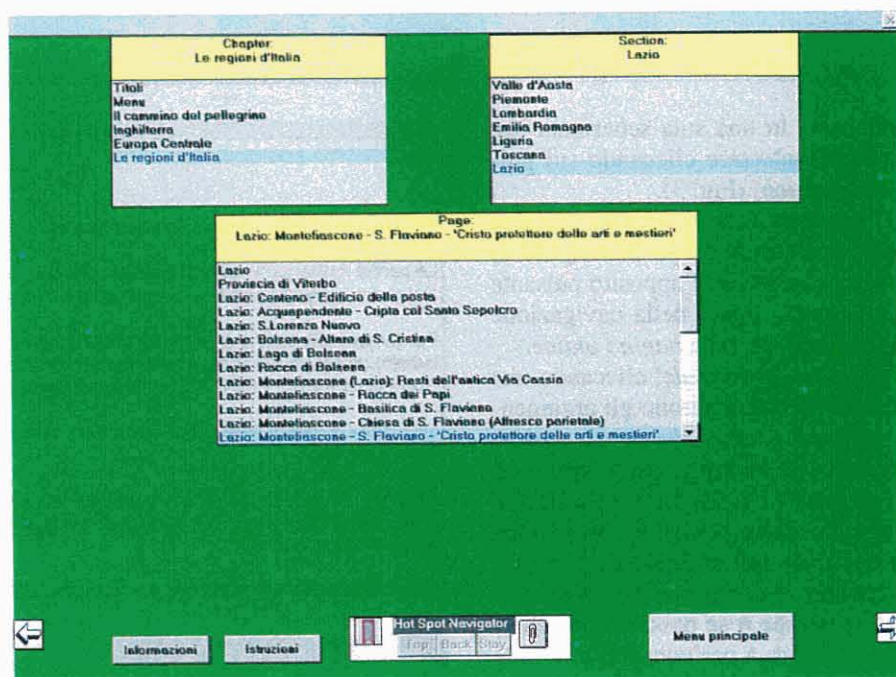 Chapter:
Le regioni d'Italia
Titoli
Menu
Il cammino del pellegrino
Inghilterra
Europa Centrale
Le regioni d'Italia
Section:
Lazio
Valle d'Aosta
Piemonte
Lombardia
Emilia Romagna
Liguria
Toscana
Lazio
Page:
Lazio: Montefiascone - S. Flaviano - 'Cristo protettore delle arti e mestieri'
Lazio
Provincia di Viterbo
Lazio: Centeno - Edificio della posta
Lazio: Acquapendente - Cripta col Santo Sepolcro
Lazio: S.Lorenzo Nuovo
Lazio: Bolsena - Altare di S. Cristina
Lazio: Lago di Bolsena
Lazio: Rocca di Bolsena
Lazio: Montefiascone (Lazio): Resti dell'antica Via Cassia
Lazio: Montefiascone - Rocca dei Papi
Lazio: Montefiascone - Basilica di S. Flaviano
Lazio: Montefiascone - Chiesa di S. Flaviano (Affresco parietale)
Lazio: Montefiascone - S. Flaviano - 'Cristo protettore delle arti e mestieri'
Informazioni
Istruzioni
Hot Spot Navigator
Top Back Stay
Menu principale